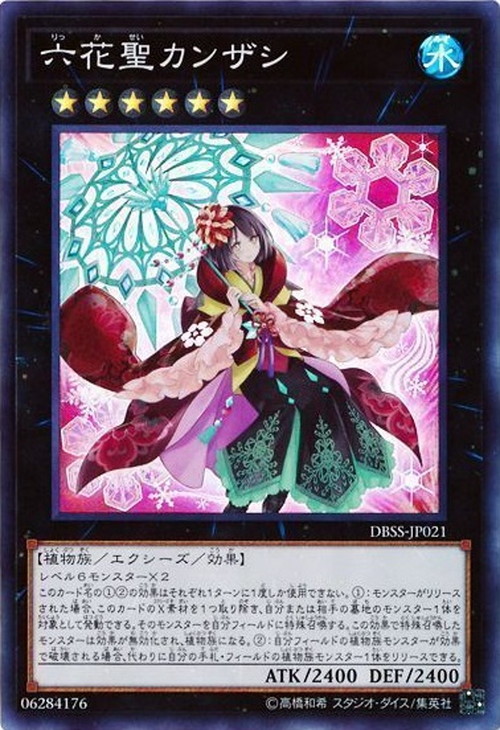 六花聖カンザシ
水
DBSS-JP021
【植物族／エクシーズ／効果】
レベル６モンスター×２
このカード名の①②の効果はそれぞれ1ターンに1度しか使用できない。①：モンスターがリリース
された場合、このカードのX素材を1つ取り除き、自分または相手の墓地のモンスター1体を
対象として発動できる。そのモンスターを自分フィールドに特殊召喚する。この効果で特殊召喚した
モンスターは効果が無効化され、植物族になる。②：自分フィールドの植物族モンスターが効果
で破壊される場合、代わりに自分の手札・フィールドの植物族モンスター1体をリリースできる。
ATK/2400 DEF/2400
06284176
©高橋和希 スタジオ・ダイス/集英社